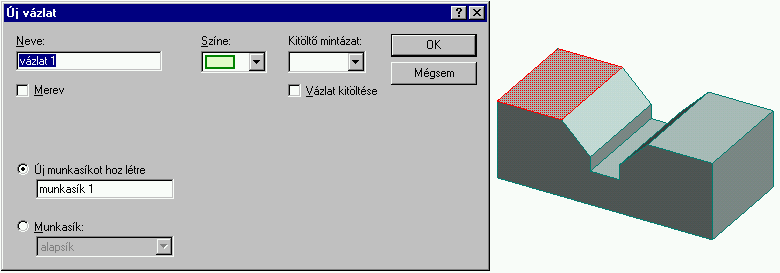 Új vázlat
Neve:
Színe:
Kitöltő mintázat:
vázlat 1
OK
Mégsem
Merev
Vázlat kitöltése
Új munkasíkot hoz létre
munkasík 1
Munkasík:
alapsík